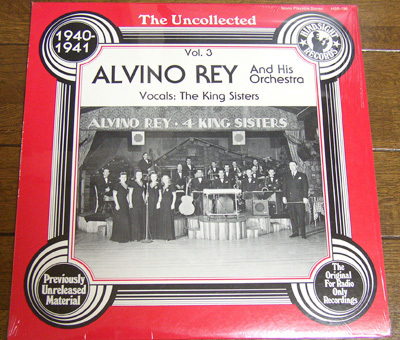 The Uncollected
1940-
1941
HINDSIGHT
RECORDS
Vol. 3
ALVINO REY And His
Orchestra
Vocals: The King Sisters
ALVINO REY · 4 KING SISTERS
Previously
Unreleased
Material
The
Original
For Radio
Only
Recordings